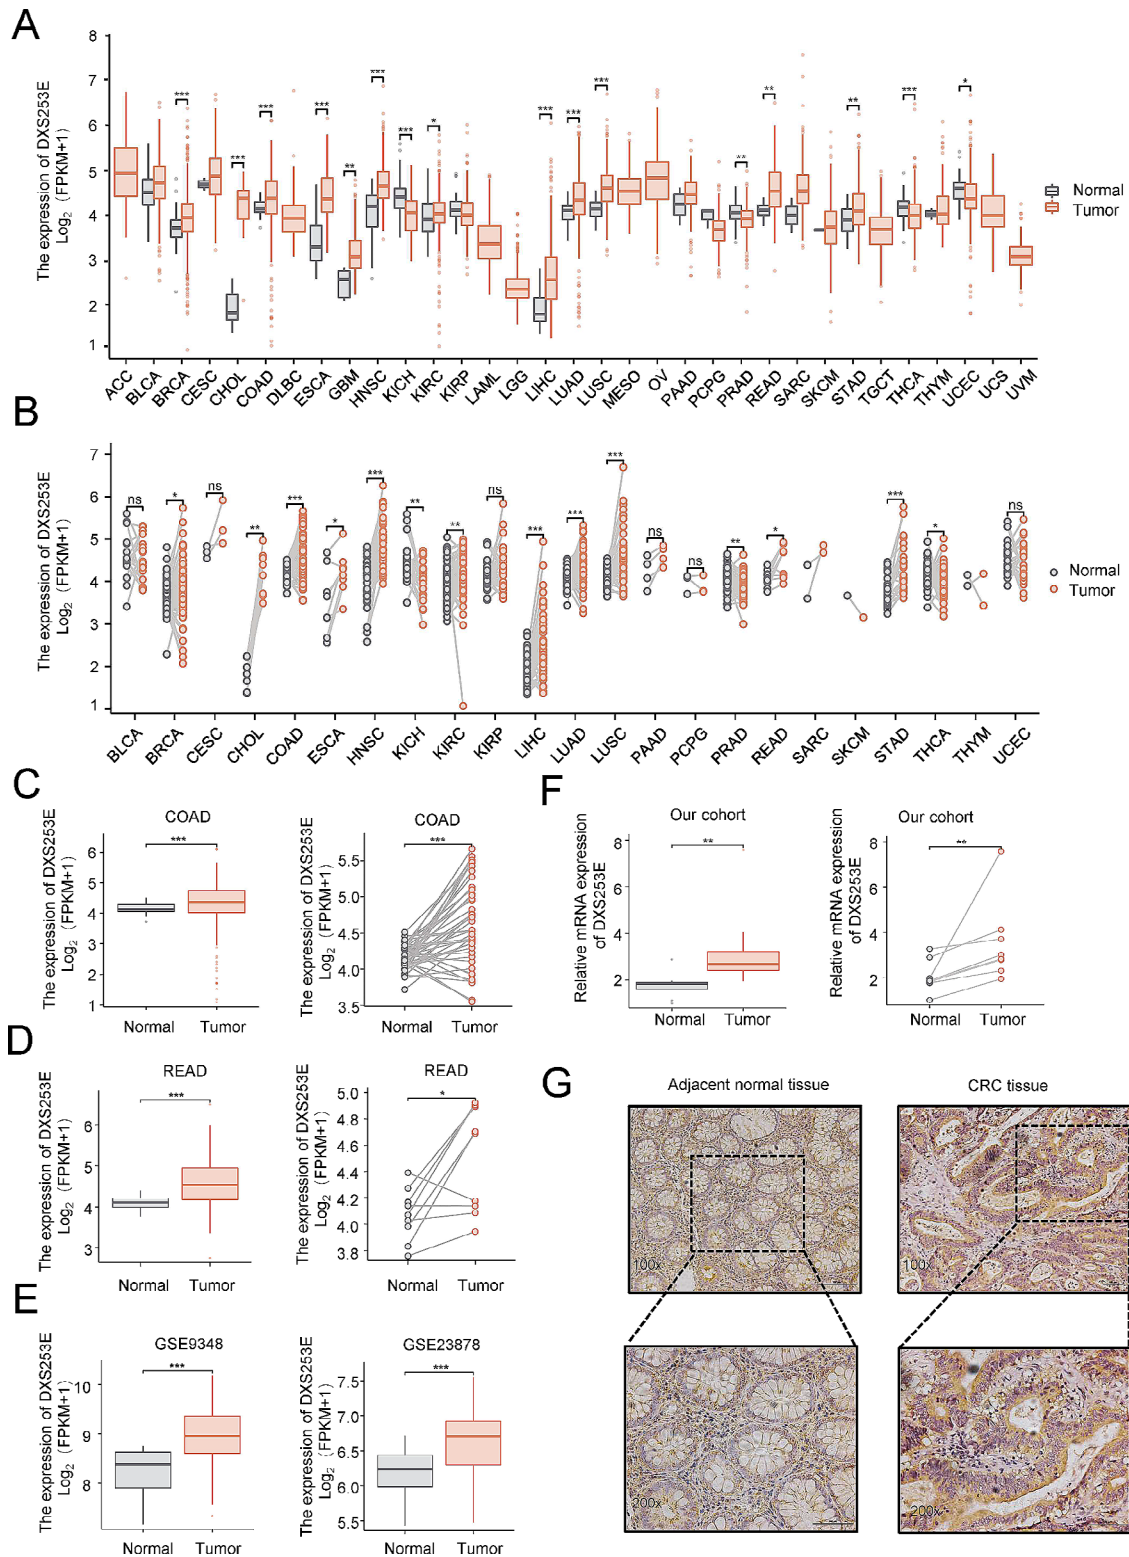 A
The expression of DXS253E
Log2 (FPKM+1)
8
7
6
5
4
3
2
1
*** *** *** *** ** *** *** * *** *** *** ** ** ** *** *
Normal
Tumor
ACC BLCA BRCA CESC CHOL COAD DLBC ESCA GBM HNSC KICH KIRC KIRP LAML LGG LIHC LUAD LUSC MESO OV PAAD PCPG PRAD READ SARC SKCM STAD TGCT THCA THYM UCEC UCS UVM
B
The expression of DXS253E
Log2 (FPKM+1)
7
6
5
4
3
2
1
ns * ns ** *** * *** ** ** ns *** *** *** ns ns ** * *** * ns
Normal
Tumor
BLCA BRCA CESC CHOL COAD ESCA HNSC KICH KIRC KIRP LIHC LUAD LUSC PAAD PCPG PRAD READ SARC SKCM STAD THCA THYM UCEC
C
COAD
The expression of DXS253E
Log2 (FPKM+1)
***
6
5
4
3
2
1
Normal Tumor
COAD
The expression of DXS253E
Log2 (FPKM+1)
***
5.5
5.0
4.5
4.0
3.5
Normal Tumor
D
READ
The expression of DXS253E
Log2 (FPKM+1)
***
6
5
4
3
Normal Tumor
READ
The expression of DXS253E
Log2 (FPKM+1)
*
5.0
4.8
4.6
4.4
4.2
4.0
3.8
Normal Tumor
E
GSE9348
The expression of DXS253E
Log2 (FPKM+1)
***
10
9
8
Normal Tumor
GSE23878
The expression of DXS253E
Log2 (FPKM+1)
***
7.5
7.0
6.5
6.0
5.5
Normal Tumor
F
Our cohort
Relative mRNA expression
of DXS253E
**
8
6
4
2
Normal Tumor
Our cohort
Relative mRNA expression
of DXS253E
**
8
6
4
2
Normal Tumor
G
Adjacent normal tissue
CRC tissue
100x
100x
200x
200x